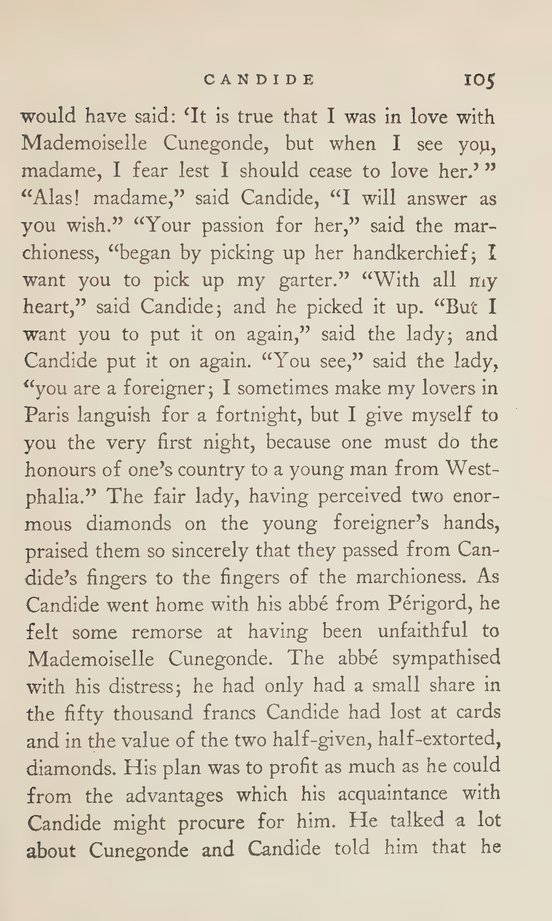 CANDIDE 105
would have said: ‘It is true that I was in love with
Mademoiselle Cunegonde, but when I see you,
madame, I fear lest I should cease to love her.’ ”
“Alas! madame,” said Candide, “I will answer as
you wish.” “Your passion for her,” said the mar-
chioness, “began by picking up her handkerchief; I
want you to pick up my garter.” “With all my
heart,” said Candide; and he picked it up. “But I
want you to put it on again,” said the lady; and
Candide put it on again. “You see,” said the lady,
“you are a foreigner; I sometimes make my lovers in
Paris languish for a fortnight, but I give myself to
you the very first night, because one must do the
honours of one’s country to a young man from West-
phalia.” The fair lady, having perceived two enor-
mous diamonds on the young foreigner’s hands,
praised them so sincerely that they passed from Can-
dide’s fingers to the fingers of the marchioness. As
Candide went home with his abbé from Périgord, he
felt some remorse at having been unfaithful to
Mademoiselle Cunegonde. The abbé sympathised
with his distress; he had only had a small share in
the fifty thousand francs Candide had lost at cards
and in the value of the two half-given, half-extorted,
diamonds. His plan was to profit as much as he could
from the advantages which his acquaintance with
Candide might procure for him. He talked a lot
about Cunegonde and Candide told him that he